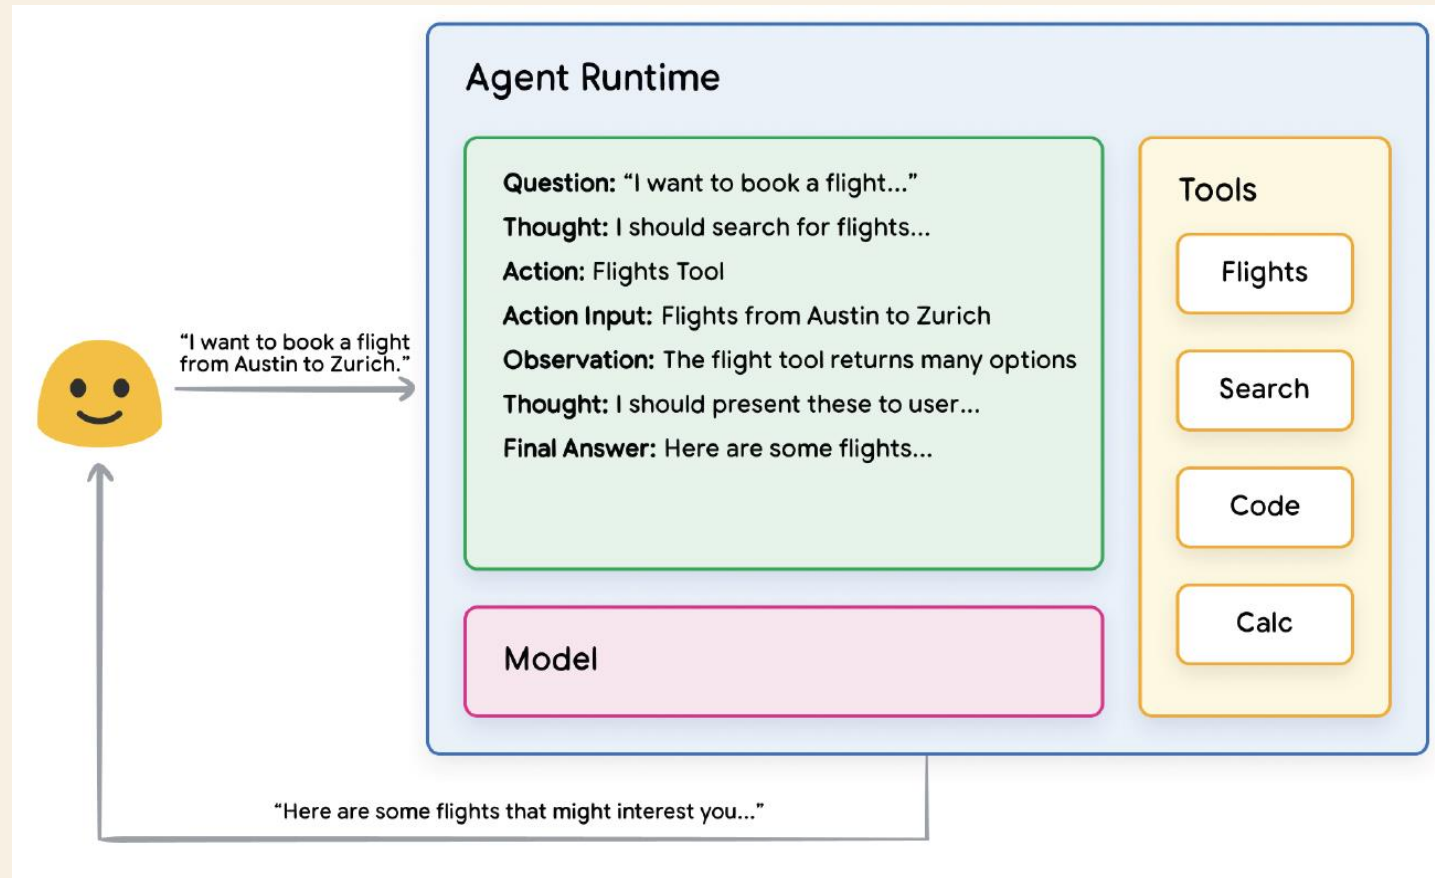 Agent Runtime
Question: “I want to book a flight...”
Thought: I should search for flights...
Action: Flights Tool
Action Input: Flights from Austin to Zurich
Observation: The flight tool returns many options
Thought: I should present these to user...
Final Answer: Here are some flights...
Tools
Flights
Search
Code
Calc
Model
“I want to book a flight
from Austin to Zurich.”
“Here are some flights that might interest you...”